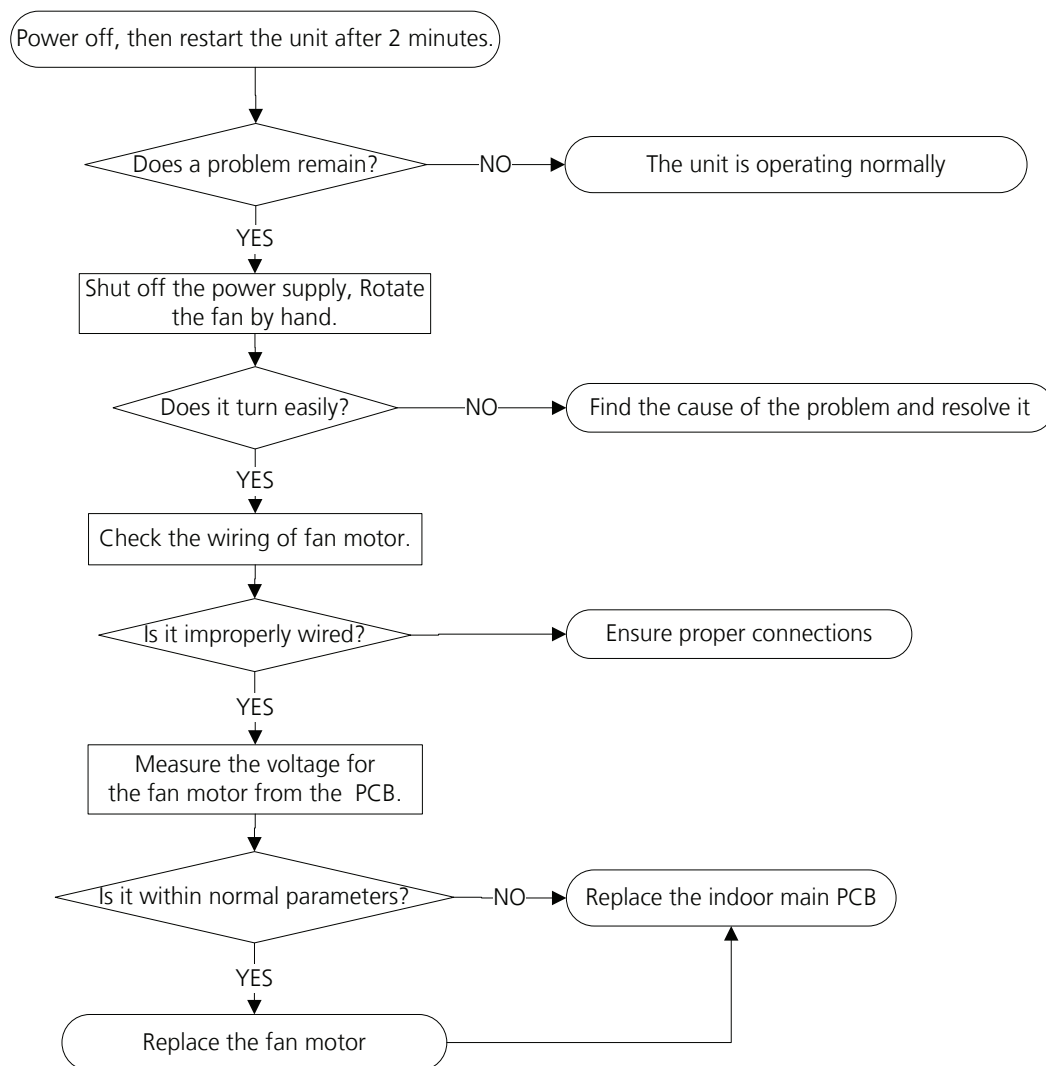 Power off, then restart the unit after 2 minutes.
Does a problem remain?
NO
The unit is operating normally
YES
Shut off the power supply, Rotate
the fan by hand.
Does it turn easily?
NO
Find the cause of the problem and resolve it
YES
Check the wiring of fan motor.
Is it improperly wired?
Ensure proper connections
YES
Measure the voltage for
the fan motor from the PCB.
Is it within normal parameters?
NO
Replace the indoor main PCB
YES
Replace the fan motor